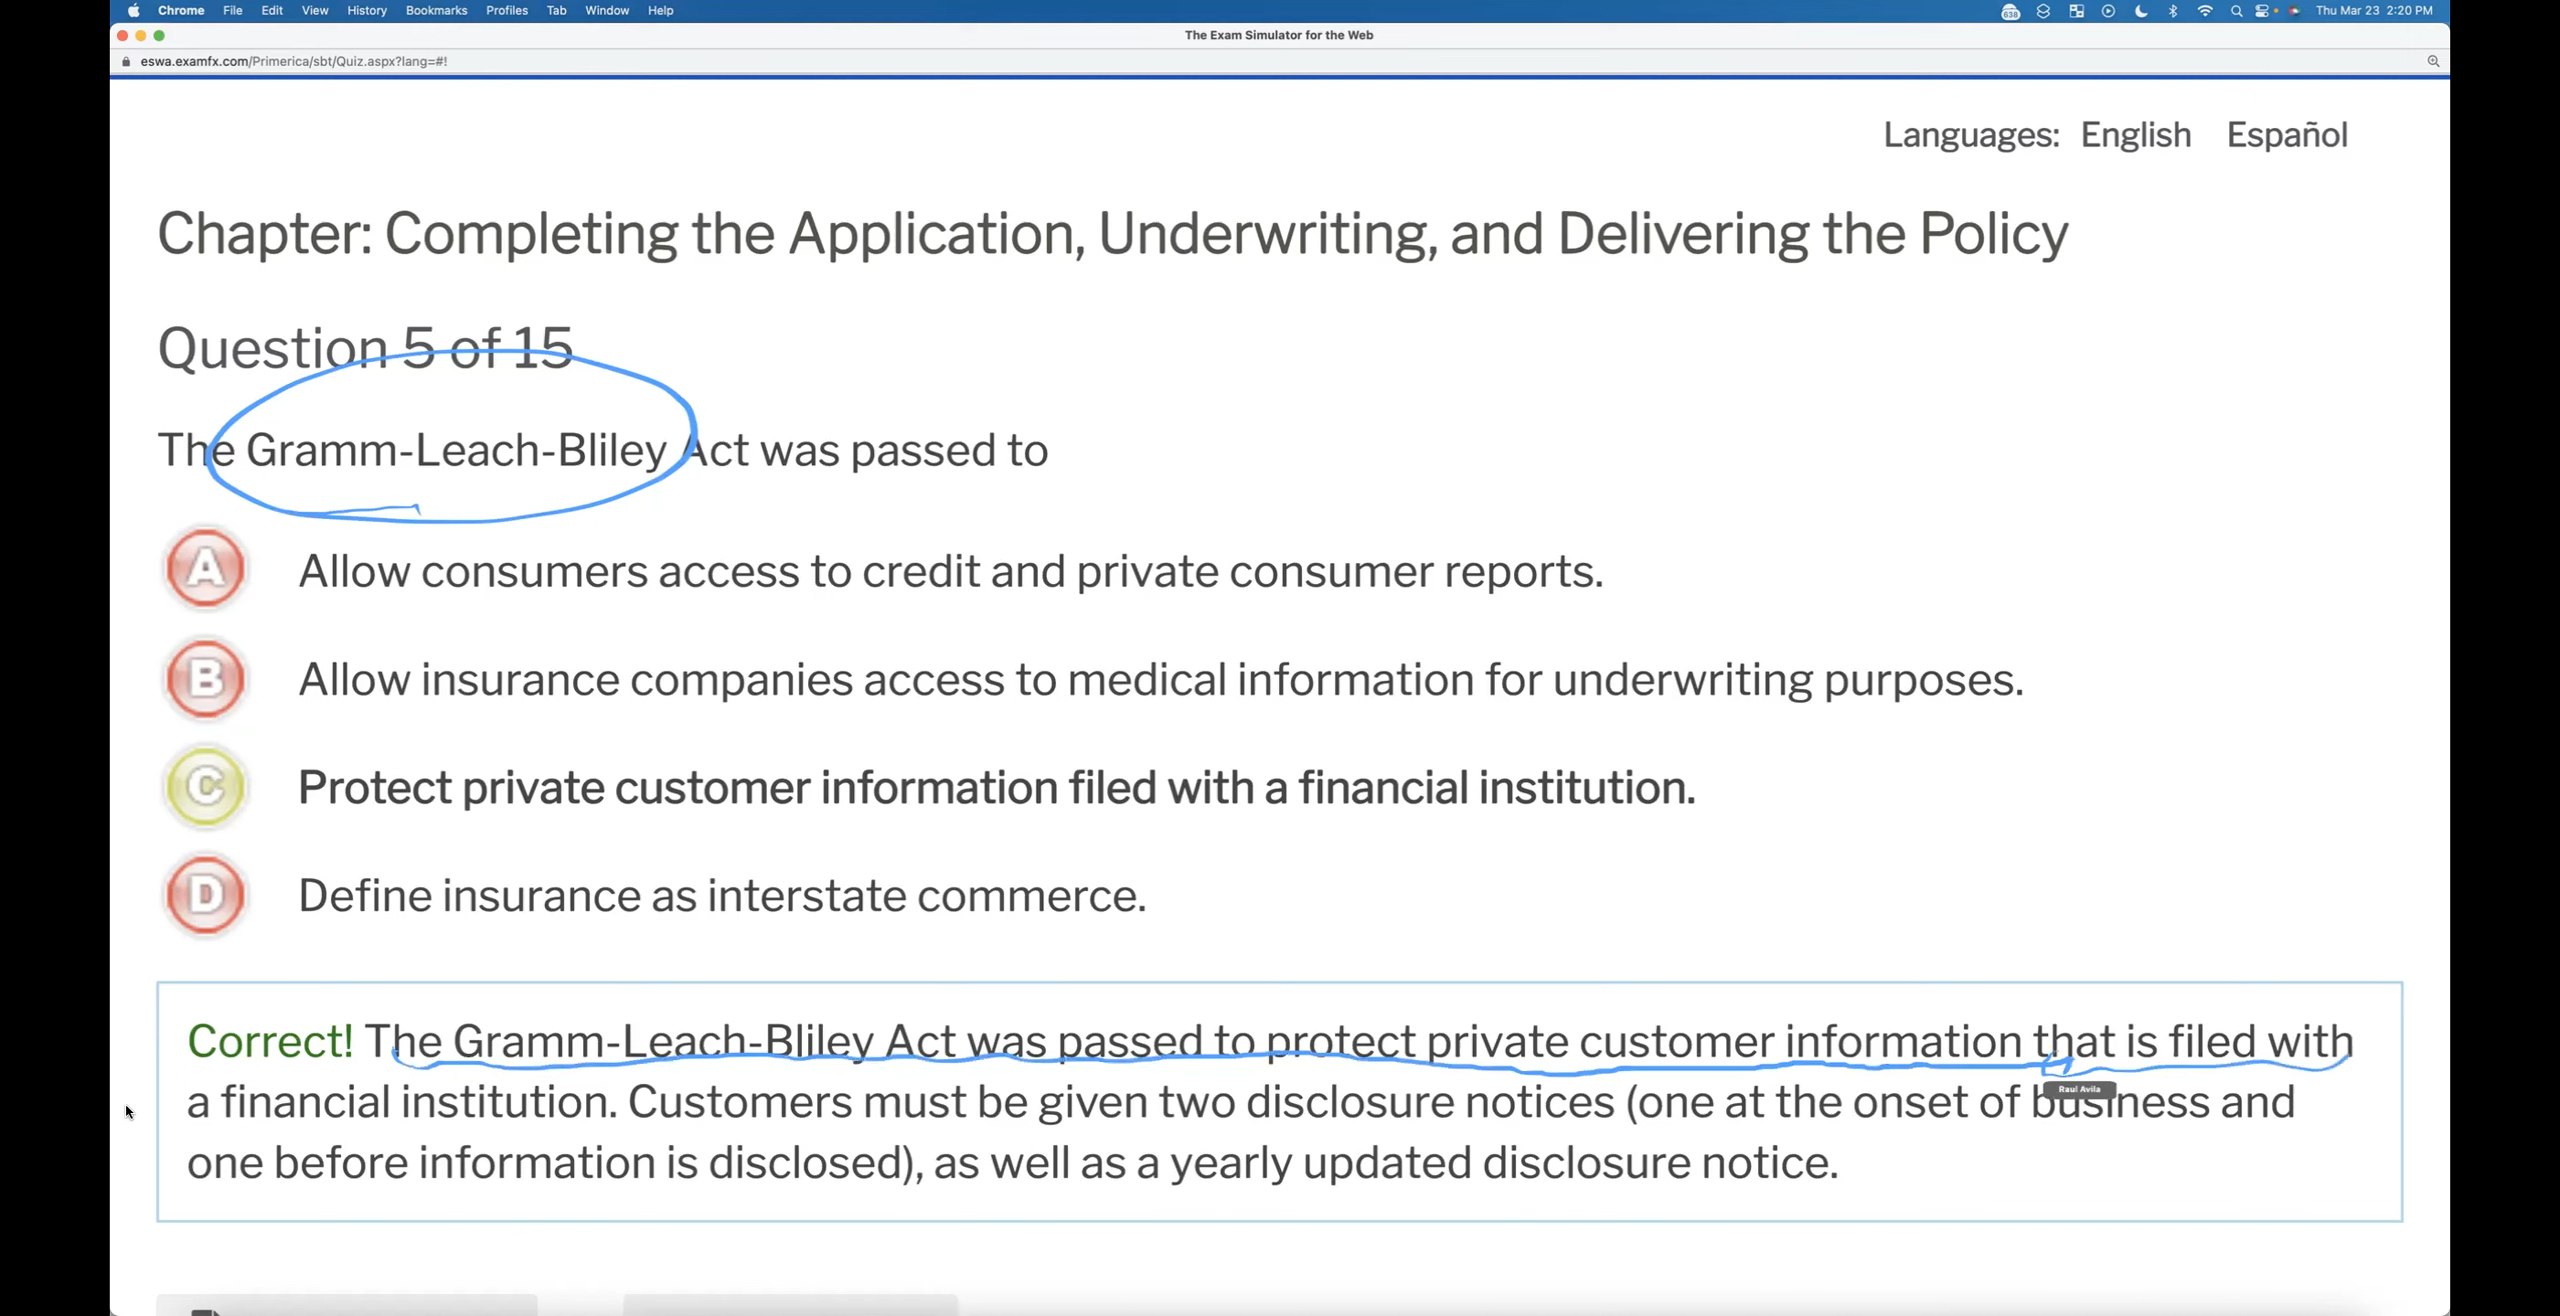 Chrome File Edit View History Bookmarks Profiles Tab Window Help 638 Thu Mar 23 2:20 PM
The Exam Simulator for the Web
eswa.examfx.com/Primerica/sbt/Quiz.aspx?lang=#!
Languages: English Español
Chapter: Completing the Application, Underwriting, and Delivering the Policy
Question 5 of 15
The Gramm-Leach-Bliley Act was passed to
A Allow consumers access to credit and private consumer reports.
B Allow insurance companies access to medical information for underwriting purposes.
C Protect private customer information filed with a financial institution.
D Define insurance as interstate commerce.
Correct! The Gramm-Leach-Bliley Act was passed to protect private customer information that is filed with
Raul Avila
a financial institution. Customers must be given two disclosure notices (one at the onset of business and
one before information is disclosed), as well as a yearly updated disclosure notice.